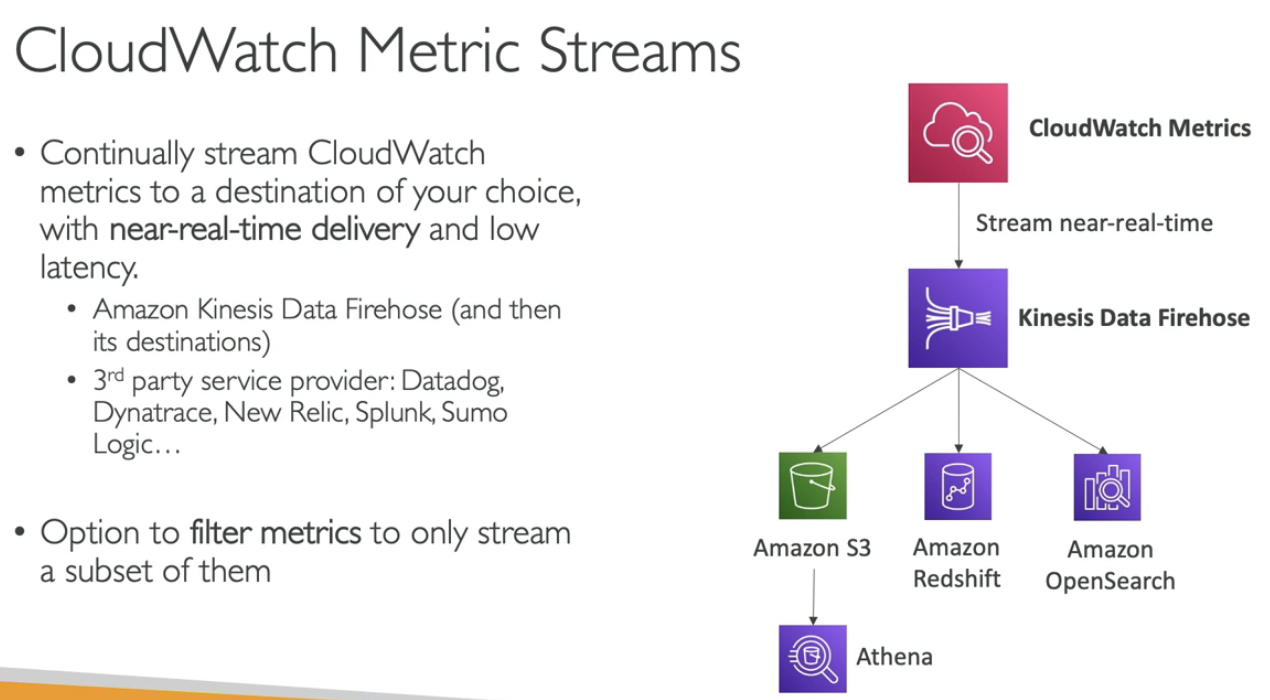 CloudWatch Metric Streams
• Continually stream CloudWatch
metrics to a destination of your choice,
with near-real-time delivery and low
latency.
• Amazon Kinesis Data Firehose (and then
its destinations)
• 3rd party service provider: Datadog,
Dynatrace, New Relic, Splunk, Sumo
Logic…
• Option to filter metrics to only stream
a subset of them
CloudWatch Metrics
Stream near-real-time
Kinesis Data Firehose
Amazon S3
Amazon
Redshift
Amazon
OpenSearch
Athena